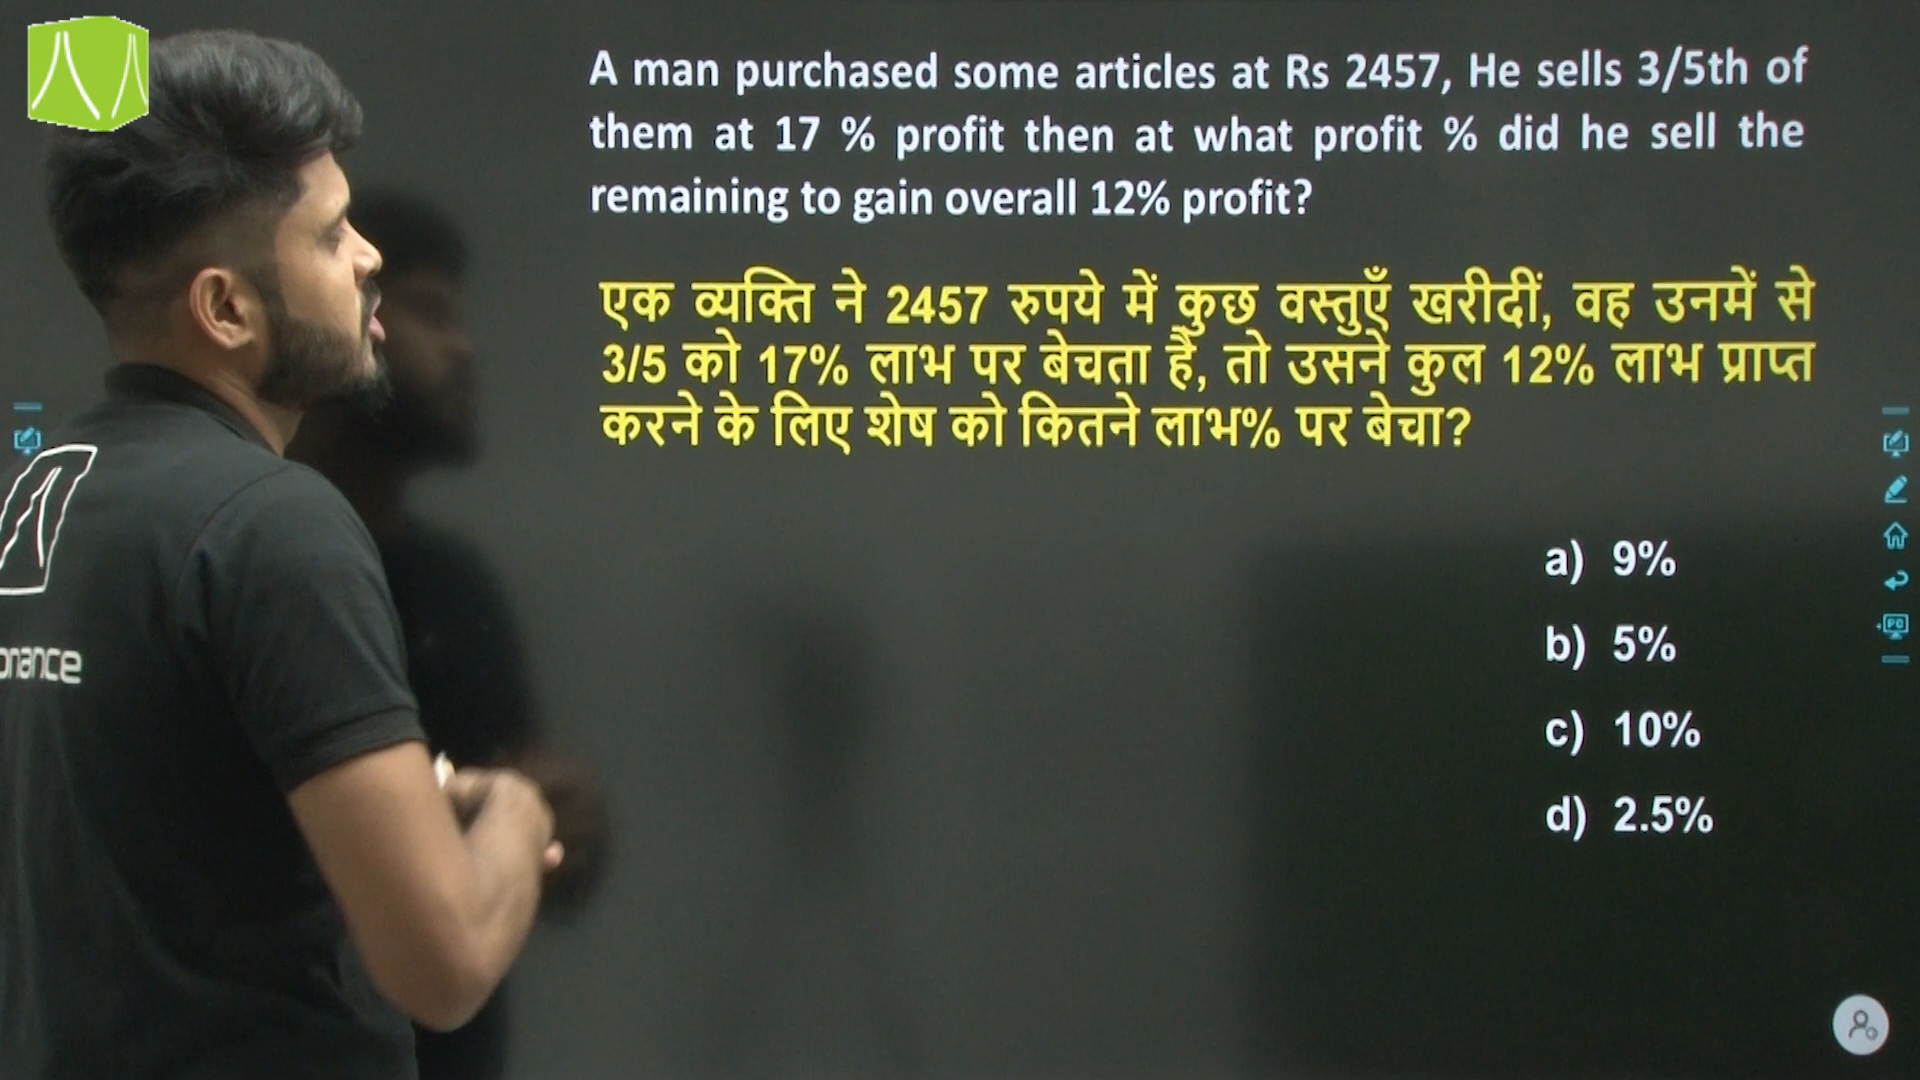 A man purchased some articles at Rs 2457, He sells 3/5th of
them at 17 % profit then at what profit % did he sell the
remaining to gain overall 12% profit?
एक व्यक्ति ने 2457 रुपये में कुछ वस्तुएँ खरीदीं, वह उनमें से
3/5 को 17% लाभ पर बेचता है, तो उसने कुल 12% लाभ प्राप्त
करने के लिए शेष को कितने लाभ% पर बेचा?
a) 9%
b) 5%
c) 10%
d) 2.5%
onance
PC